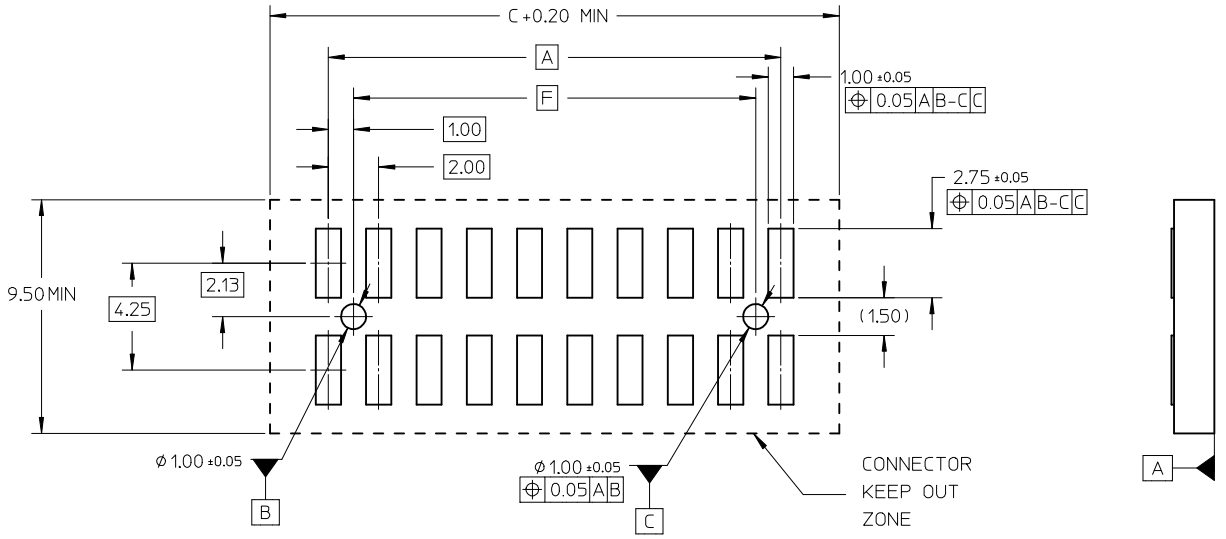 C+0.20 MIN
A
F
1.00 ±0.05
⌖ 0.05 A B-C C
1.00
2.00
2.75 ±0.05
⌖ 0.05 A B-C C
9.50 MIN
2.13
4.25
(1.50)
Ø 1.00 ±0.05
B
Ø 1.00 ±0.05
⌖ 0.05 A B
C
CONNECTOR
KEEP OUT
ZONE
A